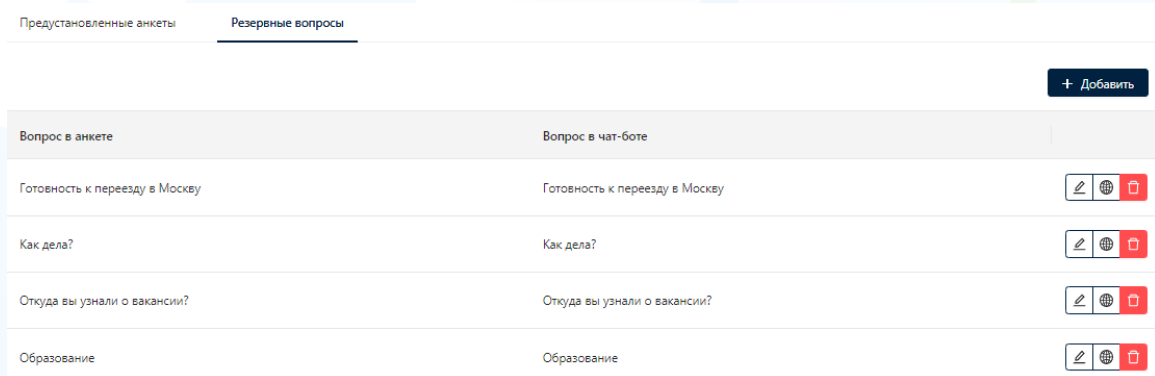 Предустановленные анкеты Резервные вопросы
+ Добавить
Вопрос в анкете Вопрос в чат-боте
Готовность к переезду в Москву Готовность к переезду в Москву
Как дела? Как дела?
Откуда вы узнали о вакансии? Откуда вы узнали о вакансии?
Образование Образование